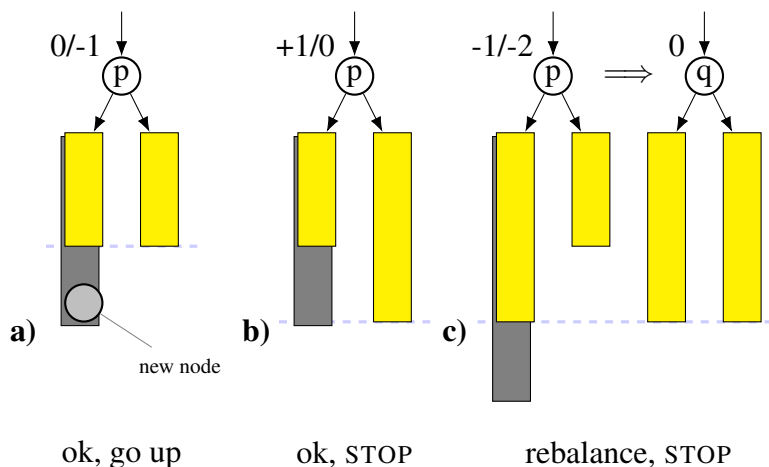 0/-1
p
+1/0
p
-1/-2
p
⟹
0
q
a)
new node
b)
c)
ok, go up
ok, STOP
rebalance, STOP